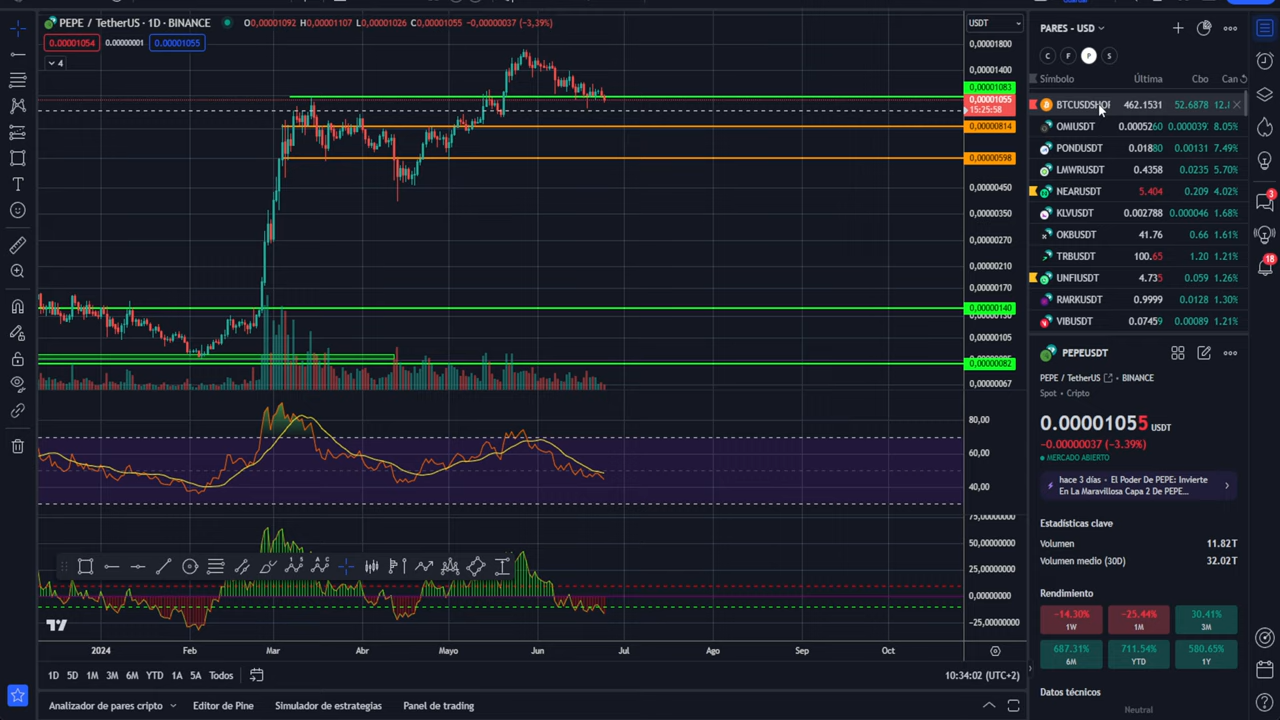 PEPE / TetherUS · 1D · BINANCE O0,00001092 H0,00001107 L0,00001026 C0,00001055 −0,00000037 (−3,39%)
0,00001054 0,00000001 0,00001055
4
USDT
0,00001800
0,00001400
0,00001083
0,00001055
15:25:58
0,00000814
0,00000598
0,00000450
0,00000350
0,00000270
0,00000210
0,00000170
0,00000140
0,00000105
0,00000082
0,00000067
80,00
60,00
40,00
75,00000000
50,00000000
25,00000000
0,00000000
−25,00000000
2024 Feb Mar Abr Mayo Jun Jul Ago Sep Oct
1D 5D 1M 3M 6M YTD 1A 5A Todos
10:34:02 (UTC+2)
Analizador de pares cripto Editor de Pine Simulador de estrategias Panel de trading
PARES - USD
C F P S
Símbolo Última Cbo Can
BTCUSDSHOR 462.1531 52.6878
OMIUSDT 0.0005260 8.05%
PONDUSDT 0.01880 0.00131 7.49%
LMWRUSDT 0.4358 0.0235 5.70%
NEARUSDT 5.404 0.209 4.02%
KLVUSDT 0.002788 0.000046 1.68%
OKBUSDT 41.76 0.66 1.61%
TRBUSDT 100.65 1.20 1.21%
UNFIUSDT 4.735 0.059 1.26%
RMRKUSDT 0.9999 0.0128 1.30%
VIBUSDT 0.07459 0.00089 1.21%
PEPEUSDT
PEPE / TetherUS BINANCE
Spot • Cripto
0.00001055 USDT
−0.00000037 (−3.39%)
MERCADO ABIERTO
hace 3 días • El Poder De PEPE: Invierte
En La Maravillosa Capa 2 De PEPE...
Estadísticas clave
Volumen 11.82T
Volumen medio (30D) 32.02T
Rendimiento
−14.30% −25.44% 30.41%
1W 1M 3M
687.31% 711.54% 580.65%
6M YTD 1Y
Datos técnicos
Neutral
3
18